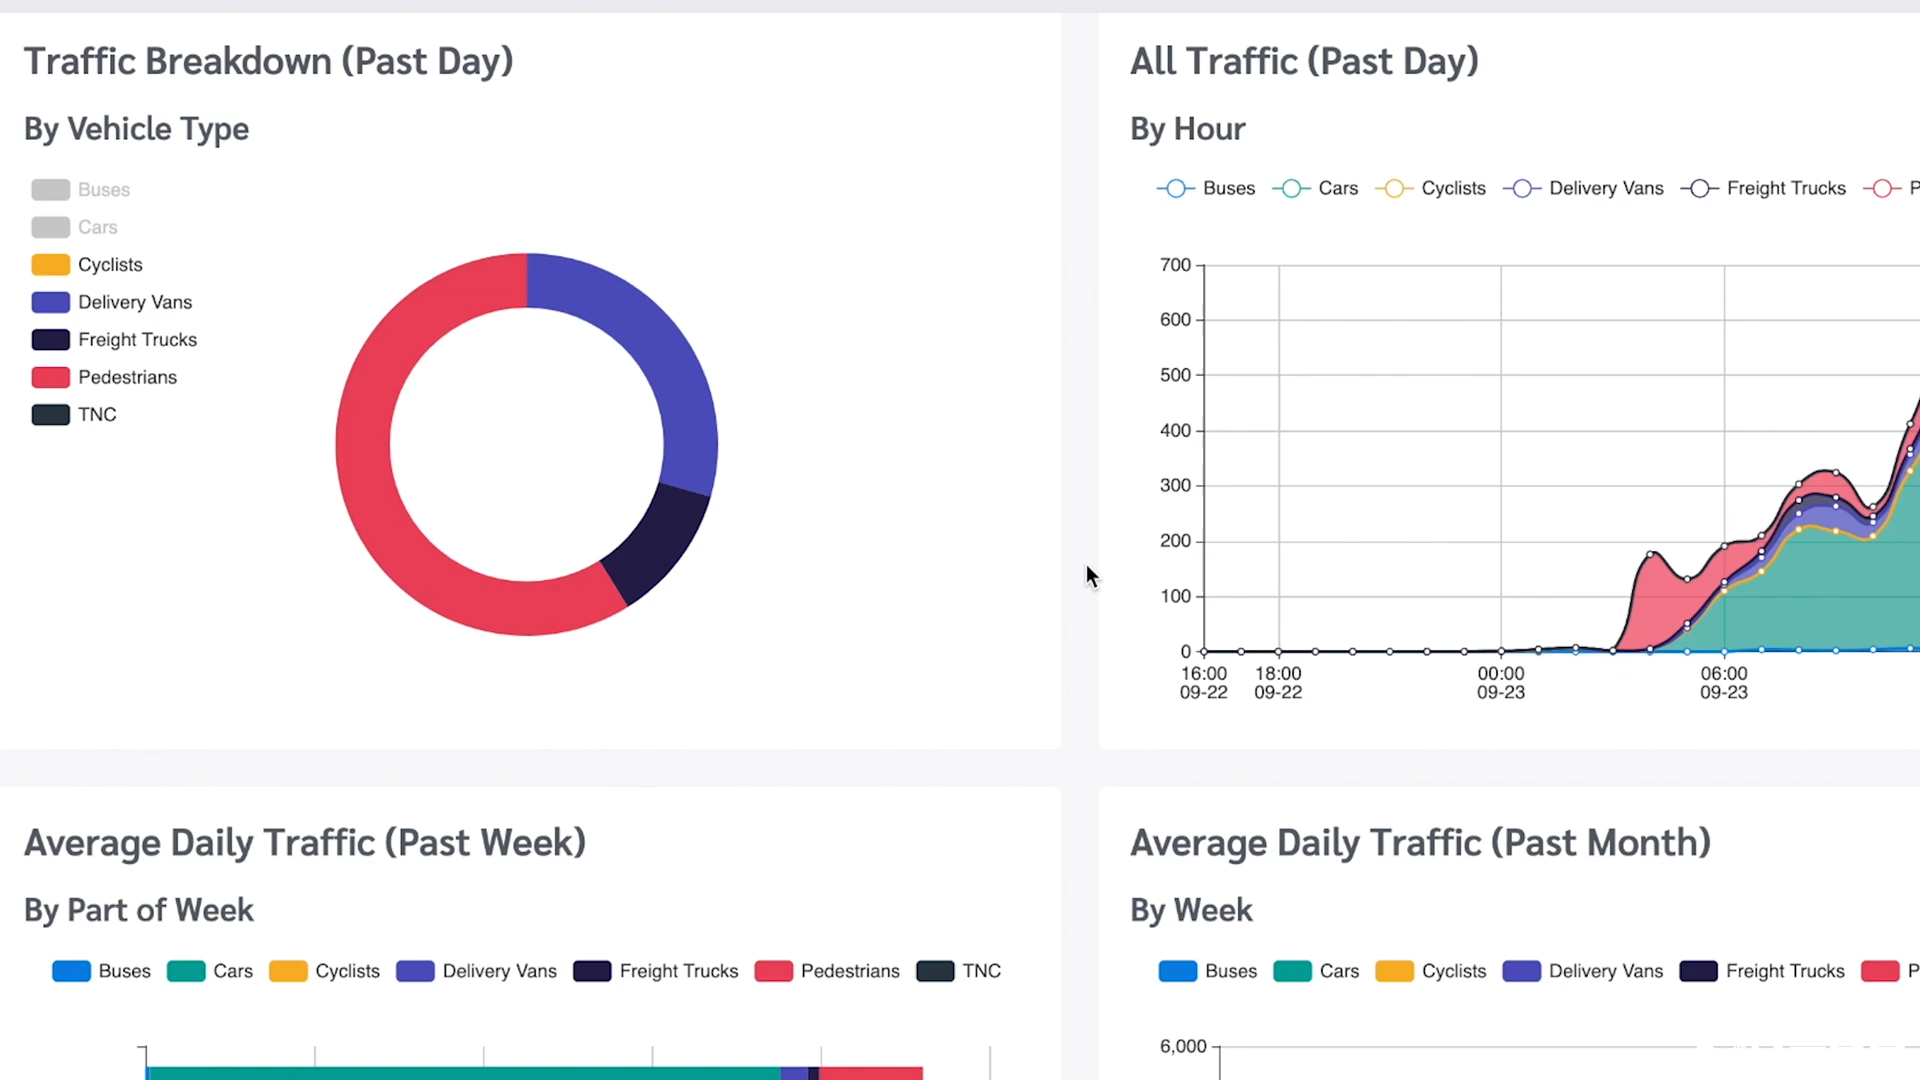 Traffic Breakdown (Past Day)
By Vehicle Type
Buses
Cars
Cyclists
Delivery Vans
Freight Trucks
Pedestrians
TNC
All Traffic (Past Day)
By Hour
Buses Cars Cyclists Delivery Vans Freight Trucks P
700
600
500
400
300
200
100
0
16:00 18:00 00:00 06:00
09-22 09-22 09-23 09-23
Average Daily Traffic (Past Week)
By Part of Week
Buses Cars Cyclists Delivery Vans Freight Trucks Pedestrians TNC
Average Daily Traffic (Past Month)
By Week
Buses Cars Cyclists Delivery Vans Freight Trucks P
6,000